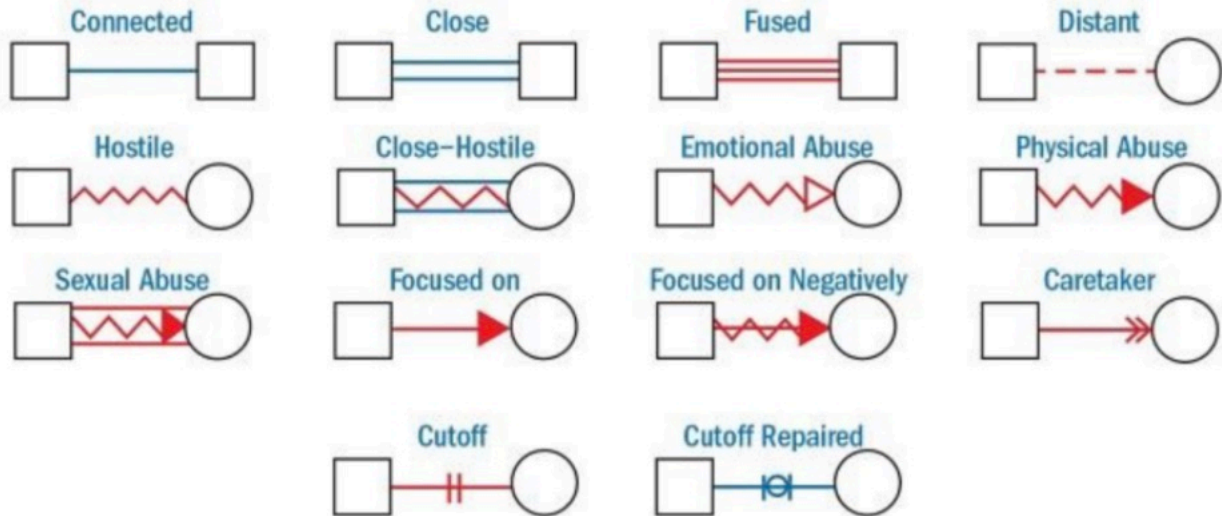 Connected
Close
Fused
Distant
Hostile
Close–Hostile
Emotional Abuse
Physical Abuse
Sexual Abuse
Focused on
Focused on Negatively
Caretaker
Cutoff
Cutoff Repaired